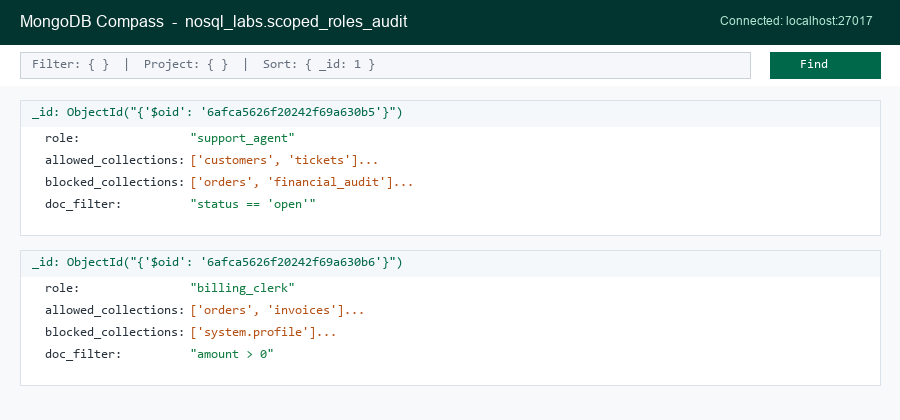 MongoDB Compass - nosql_labs.scoped_roles_audit
Connected: localhost:27017
Filter: { } | Project: { } | Sort: { _id: 1 }
Find
_id: ObjectId("{'$oid': '6afca5626f20242f69a630b5'}")
role: "support_agent"
allowed_collections: ['customers', 'tickets']...
blocked_collections: ['orders', 'financial_audit']...
doc_filter: "status == 'open'"
_id: ObjectId("{'$oid': '6afca5626f20242f69a630b6'}")
role: "billing_clerk"
allowed_collections: ['orders', 'invoices']...
blocked_collections: ['system.profile']...
doc_filter: "amount > 0"